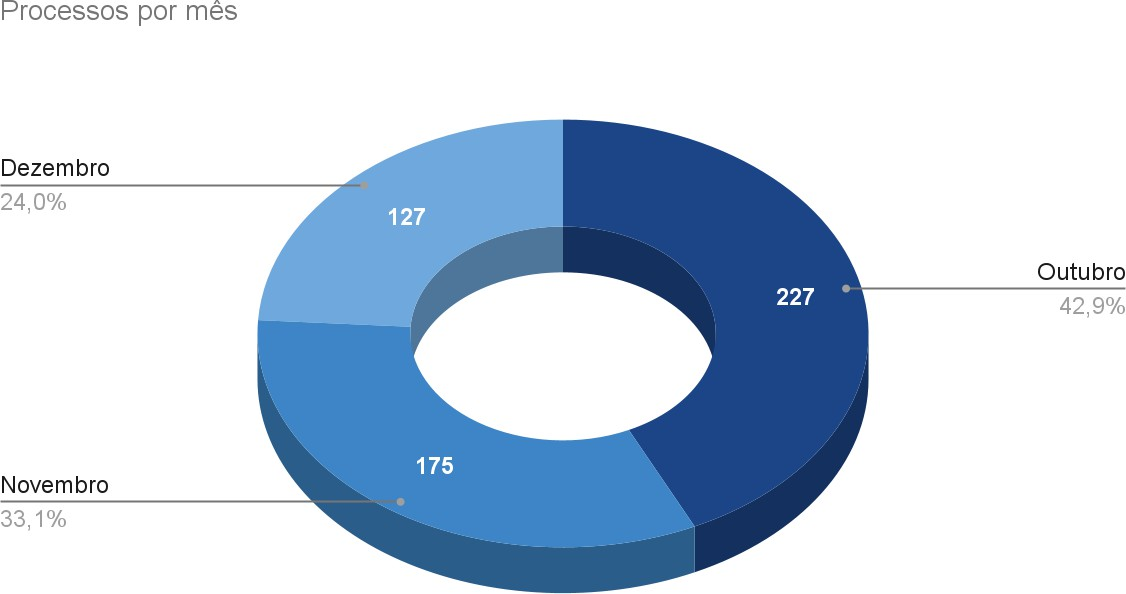 Processos por mês
Dezembro
24,0%
127
Outubro
42,9%
227
175
Novembro
33,1%